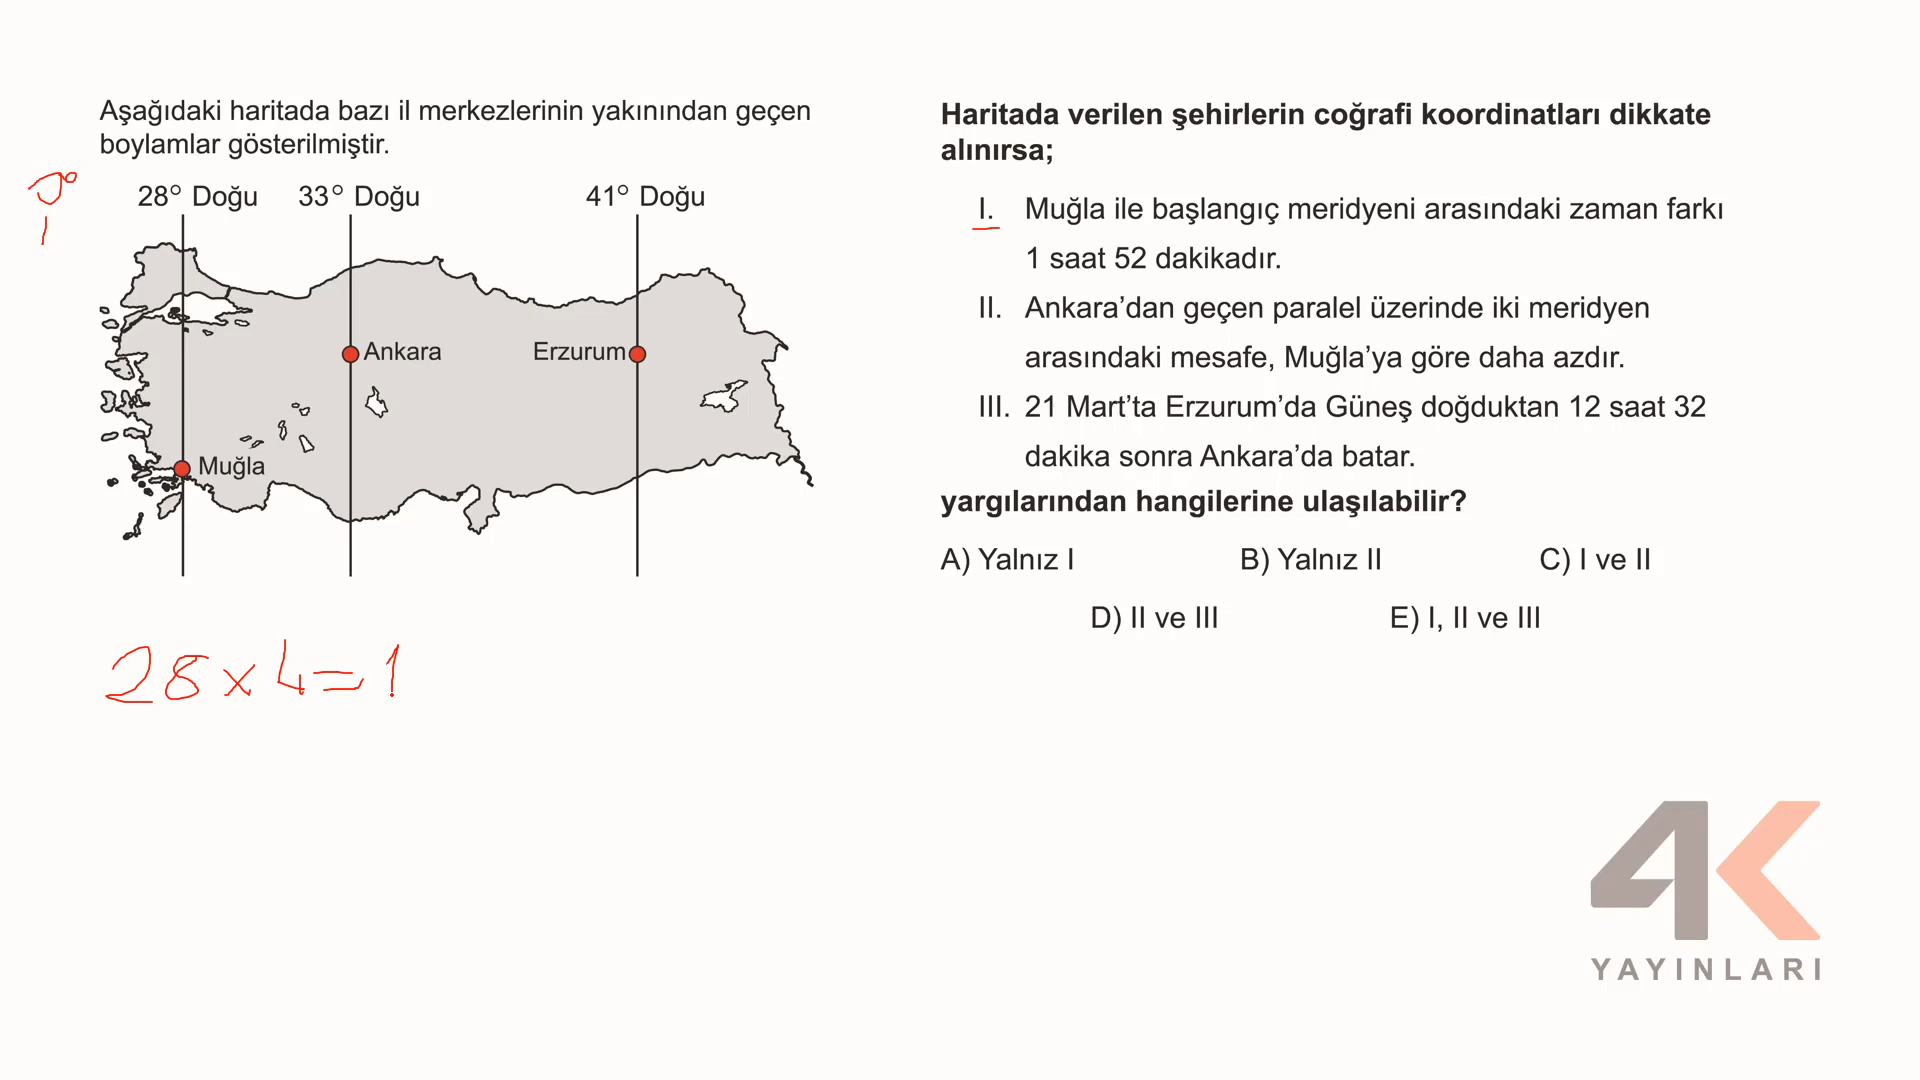 Aşağıdaki haritada bazı il merkezlerinin yakınından geçen
boylamlar gösterilmiştir.
0°
28° Doğu 33° Doğu 41° Doğu
Ankara
Erzurum
Muğla
28 x 4 = 1
Haritada verilen şehirlerin coğrafi koordinatları dikkate
alınırsa;
I. Muğla ile başlangıç meridyeni arasındaki zaman farkı
1 saat 52 dakikadır.
II. Ankara’dan geçen paralel üzerinde iki meridyen
arasındaki mesafe, Muğla’ya göre daha azdır.
III. 21 Mart’ta Erzurum’da Güneş doğduktan 12 saat 32
dakika sonra Ankara’da batar.
yargılarından hangilerine ulaşılabilir?
A) Yalnız I B) Yalnız II C) I ve II
D) II ve III E) I, II ve III
4K
YAYINLARI